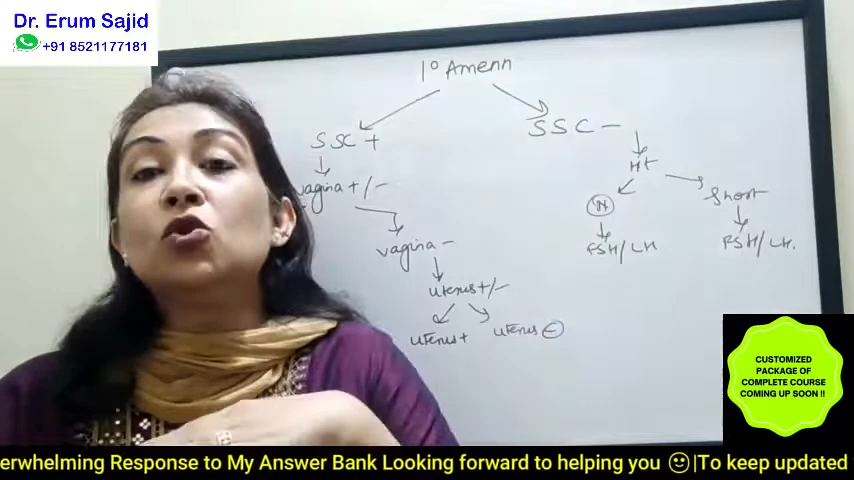 Dr. Erum Sajid
+91 8521177181
1° Amenn
SSC +
SSC -
vagina +/-
Ht
N
Short
vagina -
FSH/LH
FSH/LH.
uterus +/-
uterus +
uterus -
CUSTOMIZED
PACKAGE OF
COMPLETE COURSE
COMING UP SOON !!
erwhelming Response to My Answer Bank Looking forward to helping you 🙂|To keep updated